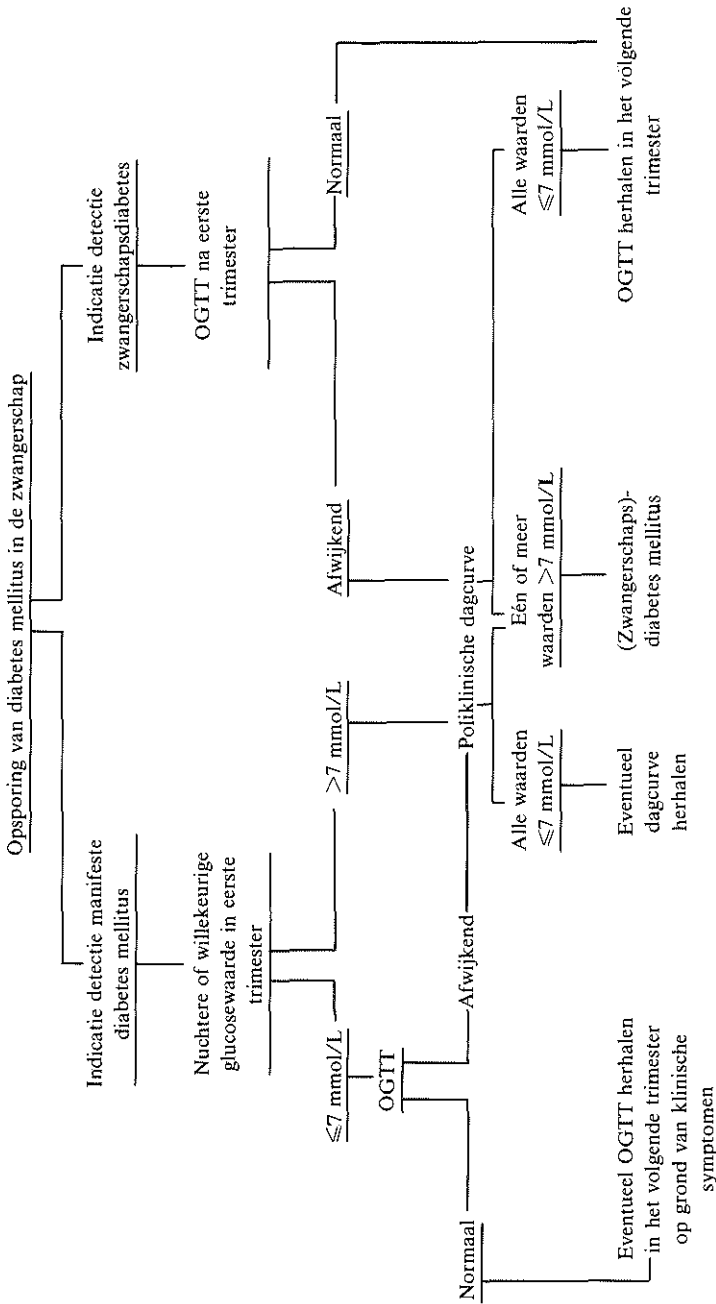 Opsporing van diabetes mellitus in de zwangerschap
Indicatie detectie manifeste
diabetes mellitus
Indicatie detectie
zwangerschapsdiabetes
Nuchtere of willekeurige
glucosewaarde in eerste
trimester
OGTT na eerste
trimester
≤7 mmol/L
>7 mmol/L
Afwijkend
Normaal
OGTT
Normaal
Afwijkend
Poliklinische dagcurve
Alle waarden
≤7 mmol/L
Eén of meer
waarden >7 mmol/L
Alle waarden
≤7 mmol/L
Eventueel OGTT herhalen
in het volgende trimester
op grond van klinische
symptomen
Eventueel
dagcurve
herhalen
(Zwangerschaps)-
diabetes mellitus
OGTT herhalen in het volgende
trimester